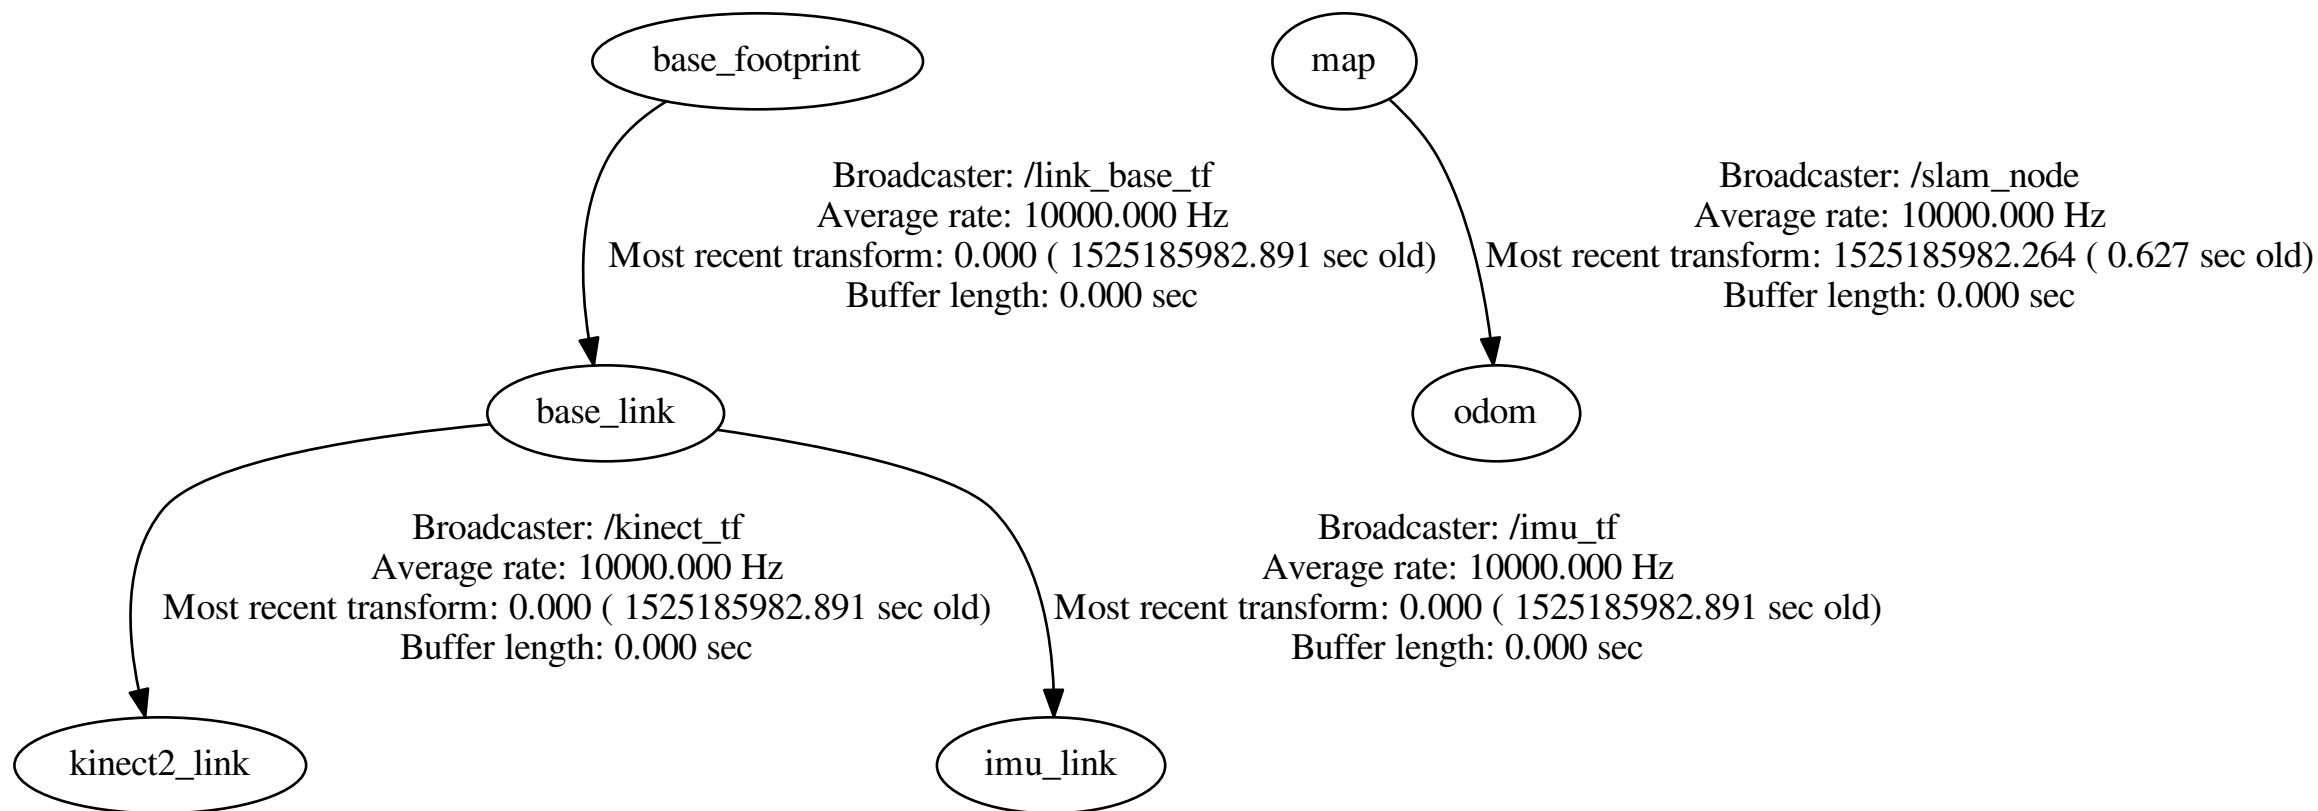 base_footprint
map
Broadcaster: /link_base_tf
Average rate: 10000.000 Hz
Most recent transform: 0.000 ( 1525185982.891 sec old)
Buffer length: 0.000 sec
Broadcaster: /slam_node
Average rate: 10000.000 Hz
Most recent transform: 1525185982.264 ( 0.627 sec old)
Buffer length: 0.000 sec
base_link
odom
Broadcaster: /kinect_tf
Average rate: 10000.000 Hz
Most recent transform: 0.000 ( 1525185982.891 sec old)
Buffer length: 0.000 sec
Broadcaster: /imu_tf
Average rate: 10000.000 Hz
Most recent transform: 0.000 ( 1525185982.891 sec old)
Buffer length: 0.000 sec
kinect2_link
imu_link